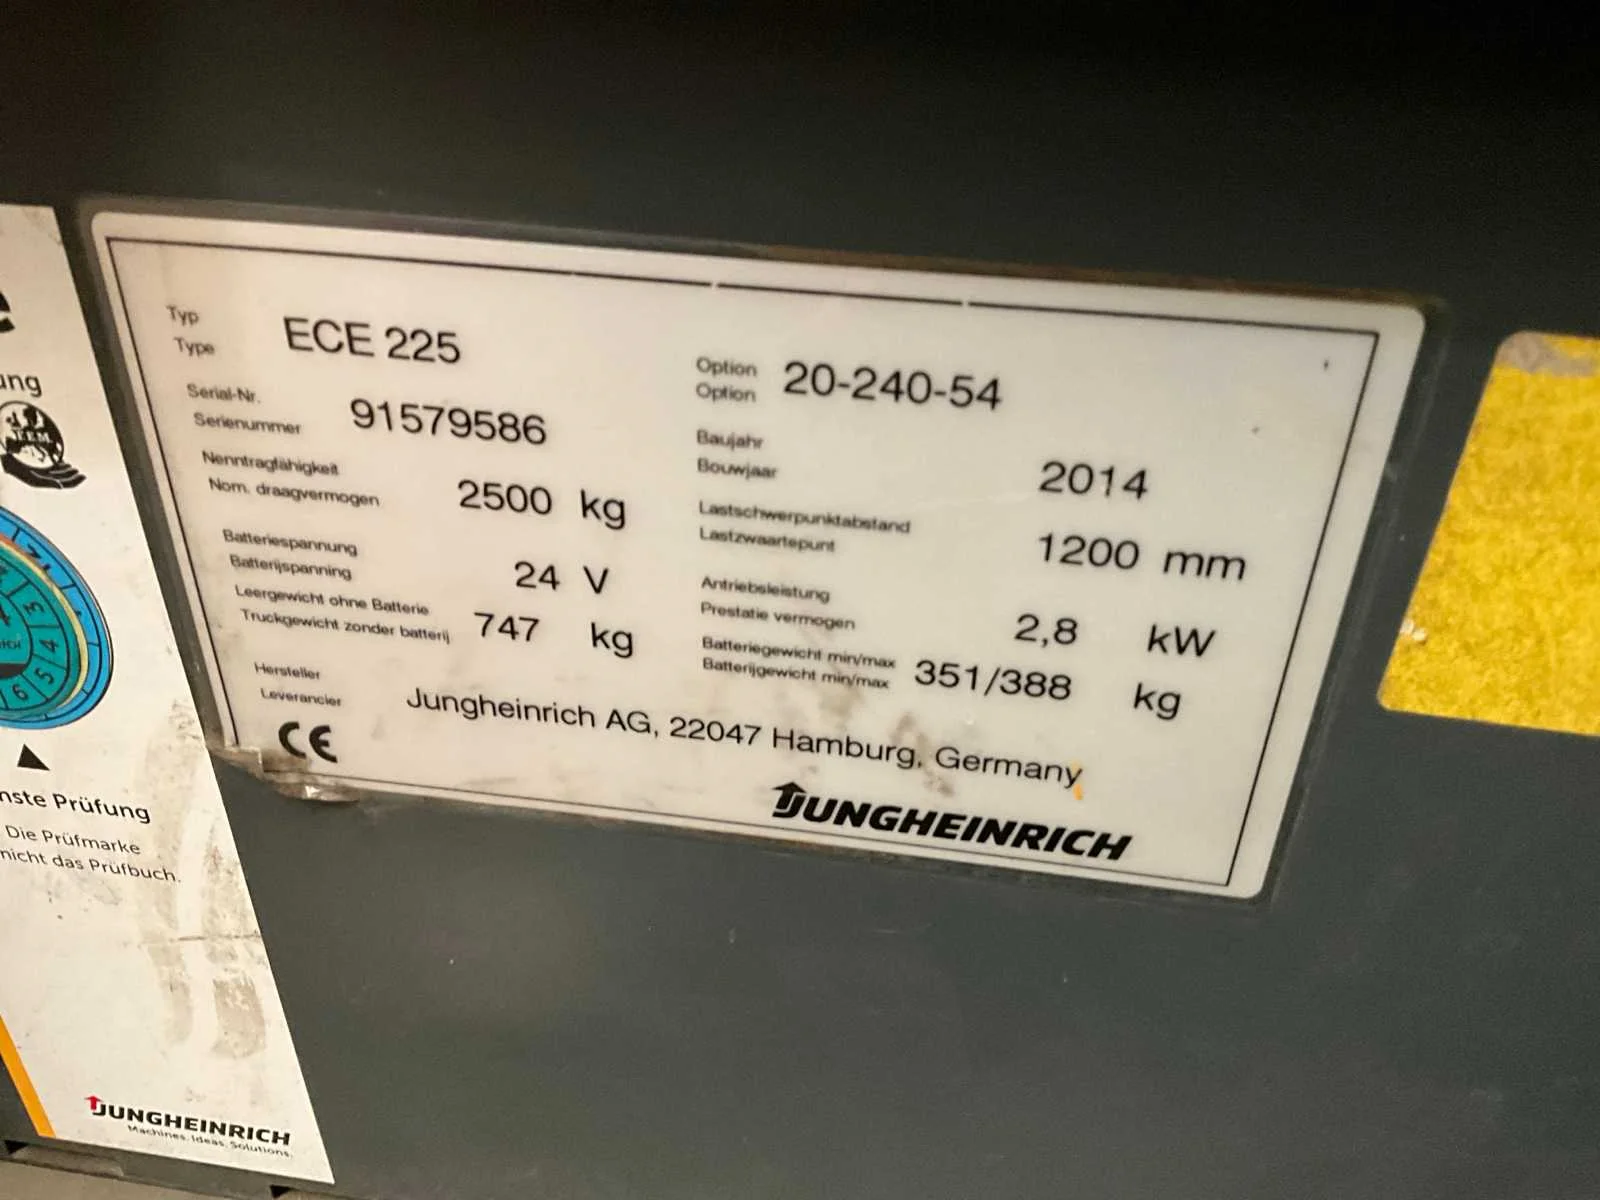 ung
nste Prüfung
Die Prüfmarke
nicht das Prüfbuch.
JUNGHEINRICH
Machines. Ideas. Solutions.
Typ
Type
ECE 225
Option
Option
20-240-54
Serial-Nr.
Serienummer
91579586
Baujahr
Bouwjaar
2014
Nenntragfähigkeit
Nom. draagvermogen
2500 kg
Lastschwerpunktabstand
Lastzwaartepunt
1200 mm
Batteriespannung
Batterijspanning
24 V
Antriebsleistung
Prestatie vermogen
2,8 kW
Leergewicht ohne Batterie
Truckgewicht zonder batterij
747 kg
Batteriegewicht min/max
Batterijgewicht min/max
351/388 kg
Hersteller
Leverancier
Jungheinrich AG, 22047 Hamburg, Germany
CE
JUNGHEINRICH